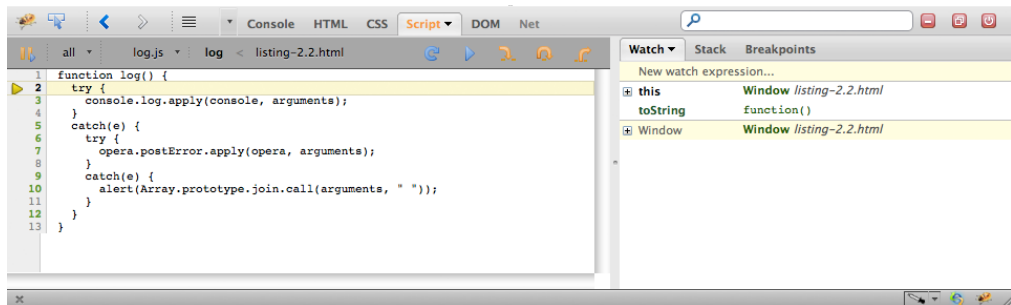 Console HTML CSS Script DOM Net
all log.js log < listing-2.2.html
Watch Stack Breakpoints
New watch expression...
this Window listing-2.2.html
toString function()
Window Window listing-2.2.html
1 function log() {
2 try {
3 console.log.apply(console, arguments);
4 }
5 catch(e) {
6 try {
7 opera.postError.apply(opera, arguments);
8 }
9 catch(e) {
10 alert(Array.prototype.join.call(arguments, " "));
11 }
12 }
13 }